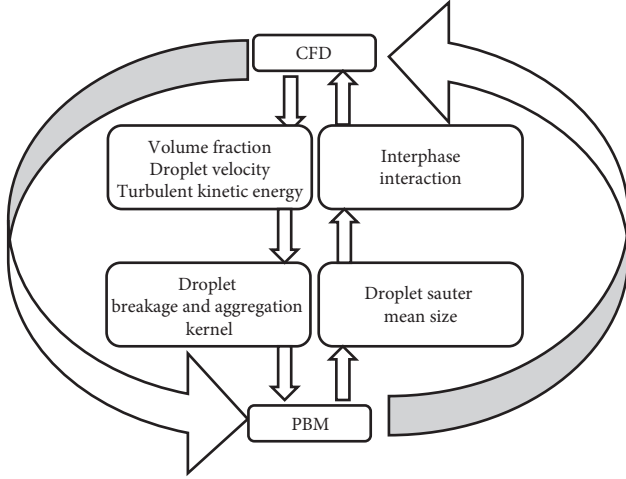 CFD
Volume fraction
Droplet velocity
Turbulent kinetic energy
Interphase
interaction
Droplet
breakage and aggregation
kernel
Droplet sauter
mean size
PBM